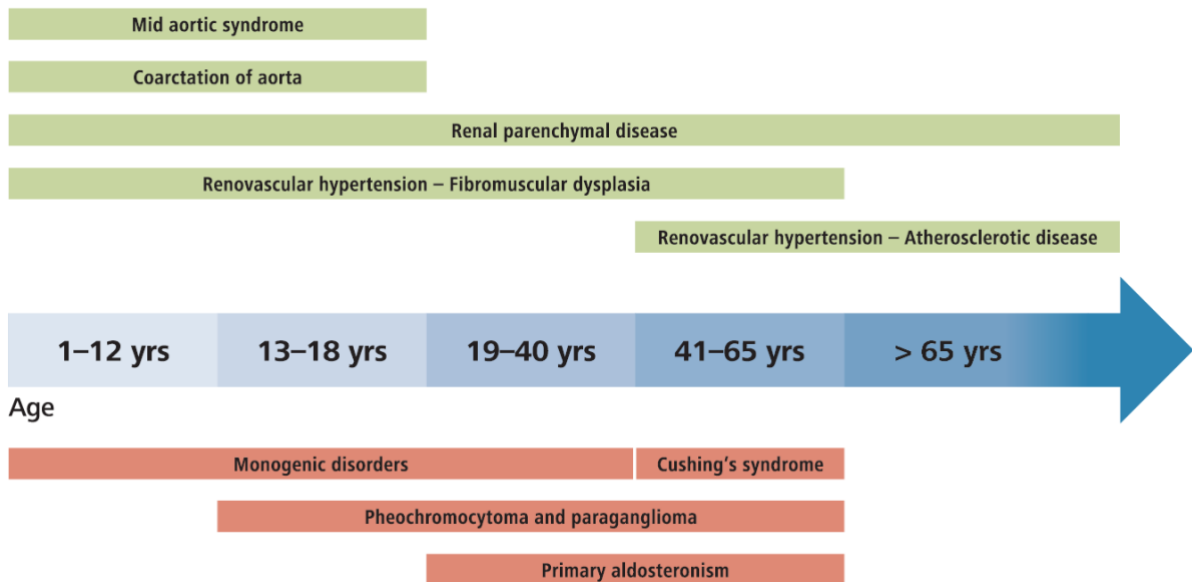 Mid aortic syndrome
Coarctation of aorta
Renal parenchymal disease
Renovascular hypertension – Fibromuscular dysplasia
Renovascular hypertension – Atherosclerotic disease
1–12 yrs
13–18 yrs
19–40 yrs
41–65 yrs
> 65 yrs
Age
Monogenic disorders
Cushing's syndrome
Pheochromocytoma and paraganglioma
Primary aldosteronism